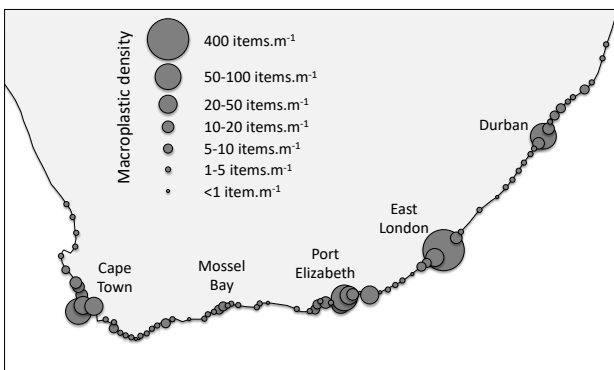 Macroplastic density
400 items.m⁻¹
50-100 items.m⁻¹
20-50 items.m⁻¹
10-20 items.m⁻¹
5-10 items.m⁻¹
1-5 items.m⁻¹
<1 item.m⁻¹
Durban
East
London
Port
Elizabeth
Mossel
Bay
Cape
Town